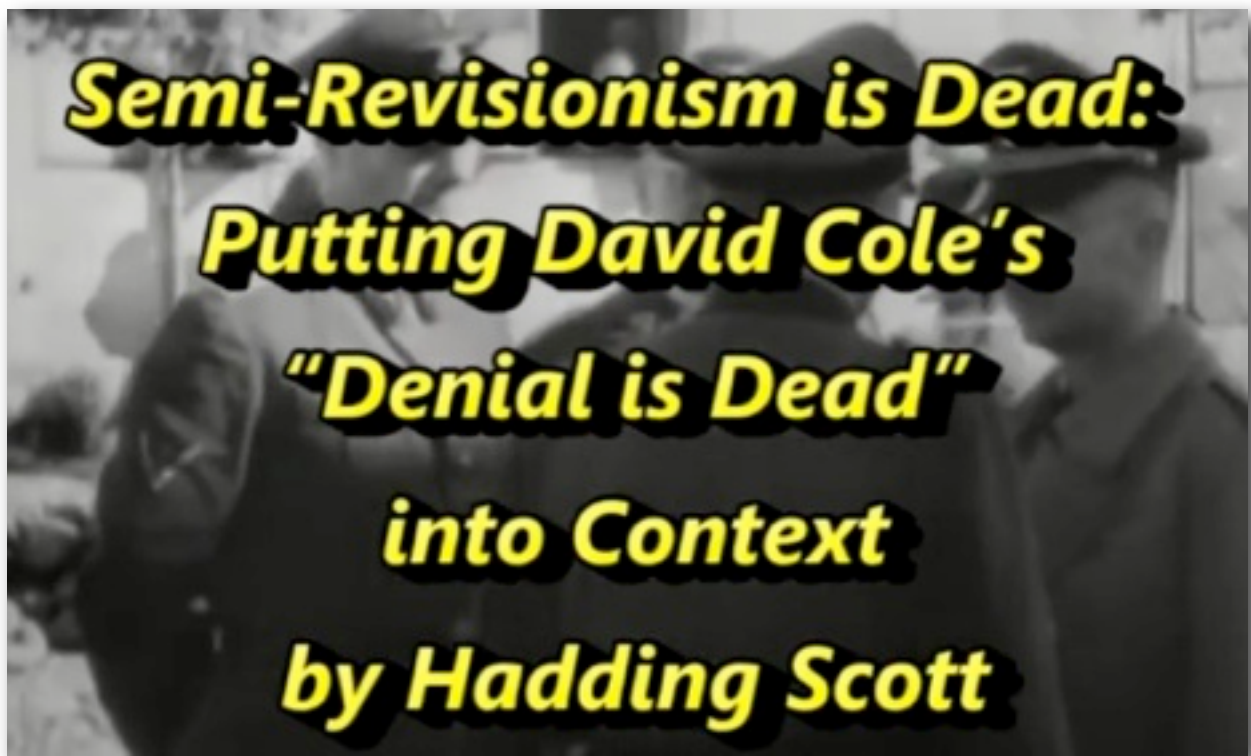 Semi-Revisionism is Dead:
Putting David Cole’s
“Denial is Dead”
into Context
by Hadding Scott